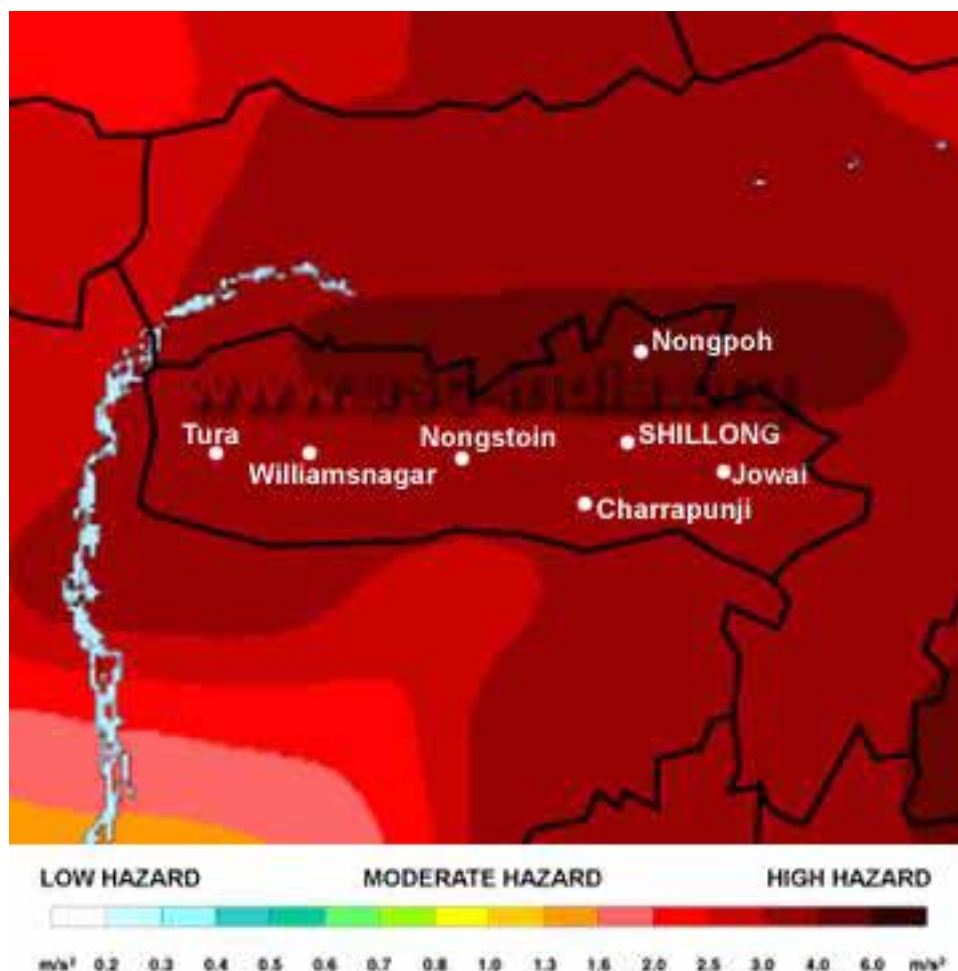 Nongpoh
Tura
Nongstoin
SHILLONG
Williamsnagar
Jowai
Charrapunji
LOW HAZARD MODERATE HAZARD HIGH HAZARD
m/s² 0.2 0.3 0.4 0.5 0.6 0.7 0.8 1.0 1.3 1.6 2.0 2.5 3.0 4.0 6.0 m/s²